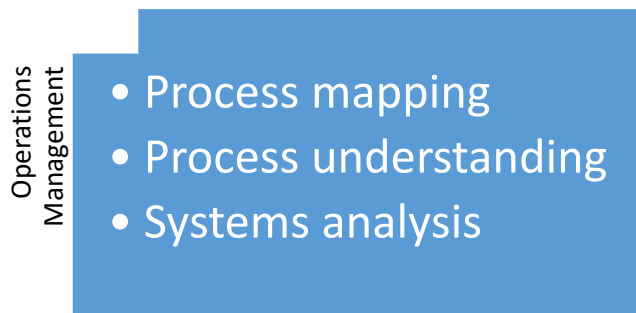 Operations
Management
• Process mapping
• Process understanding
• Systems analysis